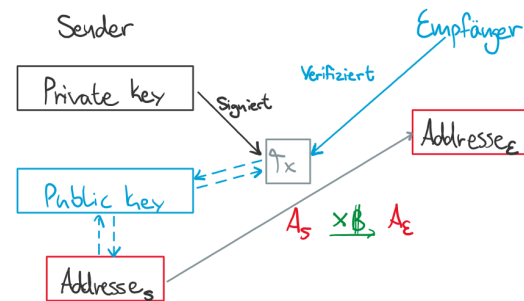 Sender
Empfänger
Private key
Signiert
Verifiziert
Tx
Addresse_E
Public key
A_S x₿ A_E
Addresse_S